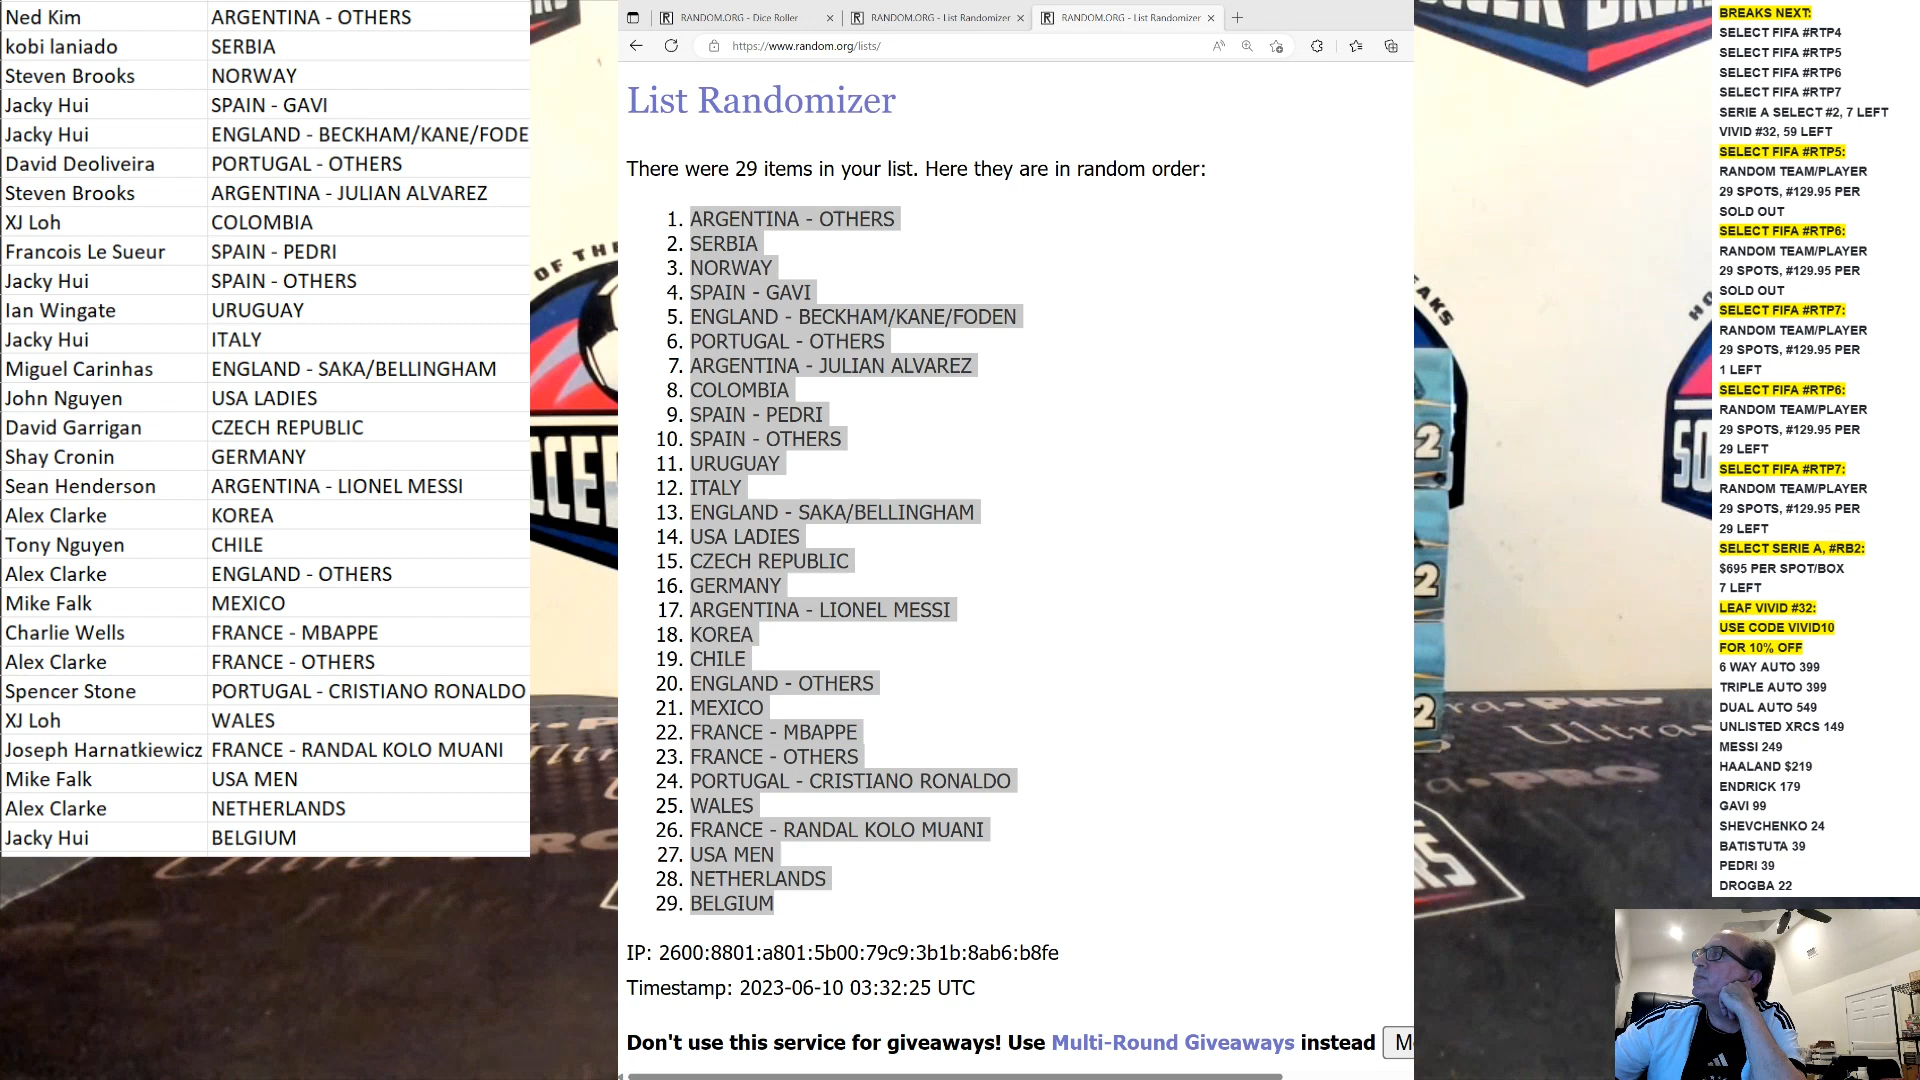 Ned Kim ARGENTINA - OTHERS
kobi laniado SERBIA
Steven Brooks NORWAY
Jacky Hui SPAIN - GAVI
Jacky Hui ENGLAND - BECKHAM/KANE/FODE
David Deoliveira PORTUGAL - OTHERS
Steven Brooks ARGENTINA - JULIAN ALVAREZ
XJ Loh COLOMBIA
Francois Le Sueur SPAIN - PEDRI
Jacky Hui SPAIN - OTHERS
Ian Wingate URUGUAY
Jacky Hui ITALY
Miguel Carinhas ENGLAND - SAKA/BELLINGHAM
John Nguyen USA LADIES
David Garrigan CZECH REPUBLIC
Shay Cronin GERMANY
Sean Henderson ARGENTINA - LIONEL MESSI
Alex Clarke KOREA
Tony Nguyen CHILE
Alex Clarke ENGLAND - OTHERS
Mike Falk MEXICO
Charlie Wells FRANCE - MBAPPE
Alex Clarke FRANCE - OTHERS
Spencer Stone PORTUGAL - CRISTIANO RONALDO
XJ Loh WALES
Joseph Harnatkiewicz FRANCE - RANDAL KOLO MUANI
Mike Falk USA MEN
Alex Clarke NETHERLANDS
Jacky Hui BELGIUM
OF TH
RANDOM.ORG - Dice Roller
RANDOM.ORG - List Randomizer
RANDOM.ORG - List Randomizer
https://www.random.org/lists/
List Randomizer
There were 29 items in your list. Here they are in random order:
1. ARGENTINA - OTHERS
2. SERBIA
3. NORWAY
4. SPAIN - GAVI
5. ENGLAND - BECKHAM/KANE/FODEN
6. PORTUGAL - OTHERS
7. ARGENTINA - JULIAN ALVAREZ
8. COLOMBIA
9. SPAIN - PEDRI
10. SPAIN - OTHERS
11. URUGUAY
12. ITALY
13. ENGLAND - SAKA/BELLINGHAM
14. USA LADIES
15. CZECH REPUBLIC
16. GERMANY
17. ARGENTINA - LIONEL MESSI
18. KOREA
19. CHILE
20. ENGLAND - OTHERS
21. MEXICO
22. FRANCE - MBAPPE
23. FRANCE - OTHERS
24. PORTUGAL - CRISTIANO RONALDO
25. WALES
26. FRANCE - RANDAL KOLO MUANI
27. USA MEN
28. NETHERLANDS
29. BELGIUM
IP: 2600:8801:a801:5b00:79c9:3b1b:8ab6:b8fe
Timestamp: 2023-06-10 03:32:25 UTC
Don't use this service for giveaways! Use Multi-Round Giveaways instead
BREAKS NEXT:
SELECT FIFA #RTP4
SELECT FIFA #RTP5
SELECT FIFA #RTP6
SELECT FIFA #RTP7
SERIE A SELECT #2, 7 LEFT
VIVID #32, 59 LEFT
SELECT FIFA #RTP5:
RANDOM TEAM/PLAYER
29 SPOTS, #129.95 PER
SOLD OUT
SELECT FIFA #RTP6:
RANDOM TEAM/PLAYER
29 SPOTS, #129.95 PER
SOLD OUT
SELECT FIFA #RTP7:
RANDOM TEAM/PLAYER
29 SPOTS, #129.95 PER
1 LEFT
SELECT FIFA #RTP6:
RANDOM TEAM/PLAYER
29 SPOTS, #129.95 PER
29 LEFT
SELECT FIFA #RTP7:
RANDOM TEAM/PLAYER
29 SPOTS, #129.95 PER
29 LEFT
SELECT SERIE A, #RB2:
$695 PER SPOT/BOX
7 LEFT
LEAF VIVID #32:
USE CODE VIVID10
FOR 10% OFF
6 WAY AUTO 399
TRIPLE AUTO 399
DUAL AUTO 549
UNLISTED XRCS 149
MESSI 249
HAALAND $219
ENDRICK 179
GAVI 99
SHEVCHENKO 24
BATISTUTA 39
PEDRI 39
DROGBA 22